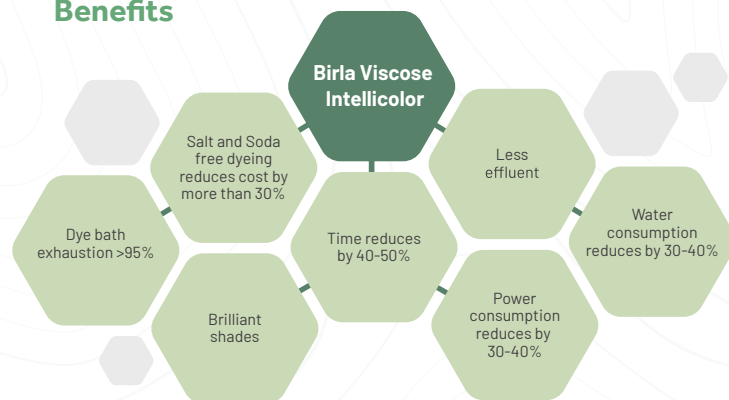 Benefits
Birla Viscose
Intellicolor
Salt and Soda
free dyeing
reduces cost by
more than 30%
Less
effluent
Dye bath
exhaustion >95%
Time reduces
by 40-50%
Water
consumption
reduces by 30-40%
Brilliant
shades
Power
consumption
reduces by
30-40%